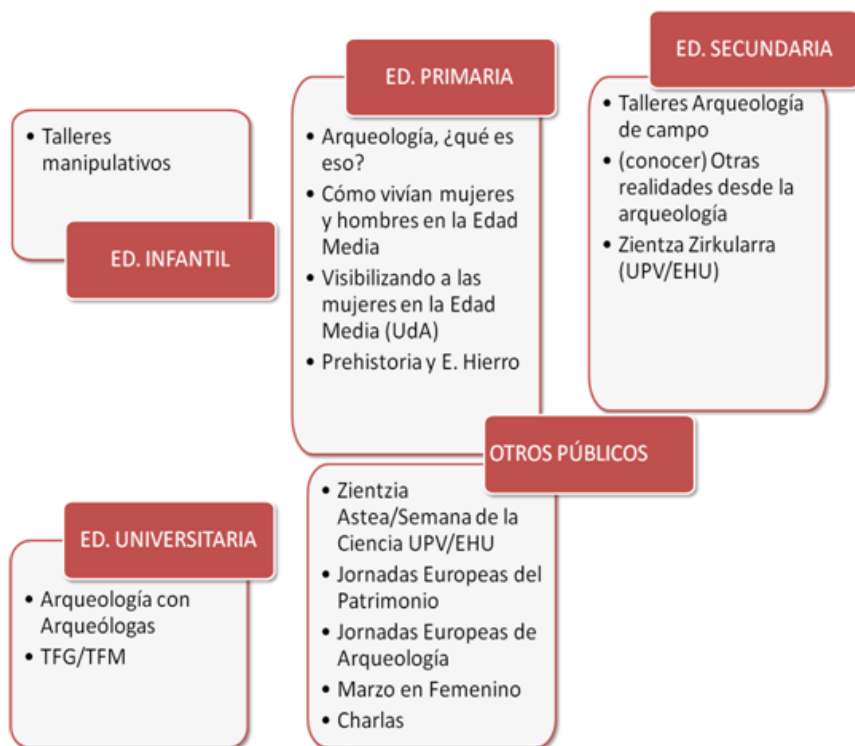 ED. INFANTIL
• Talleres
manipulativos
ED. PRIMARIA
• Arqueología, ¿qué es
eso?
• Cómo vivían mujeres
y hombres en la Edad
Media
• Visibilizando a las
mujeres en la Edad
Media (UdA)
• Prehistoria y E. Hierro
ED. SECUNDARIA
• Talleres Arqueología
de campo
• (conocer) Otras
realidades desde la
arqueología
• Zientza Zirkularra
(UPV/EHU)
ED. UNIVERSITARIA
• Arqueología con
Arqueólogas
• TFG/TFM
OTROS PÚBLICOS
• Zientzia
Astea/Semana de la
Ciencia UPV/EHU
• Jornadas Europeas del
Patrimonio
• Jornadas Europeas de
Arqueología
• Marzo en Femenino
• Charlas